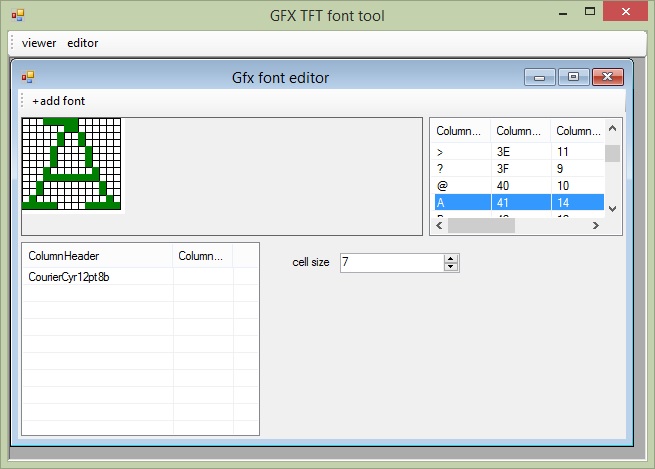 GFX TFT font tool
viewer editor
Gfx font editor
+add font
Column... Column... Column...
> 3E 11
? 3F 9
@ 40 10
A 41 14
ColumnHeader Column...
CourierCyr12pt8b
cell size 7